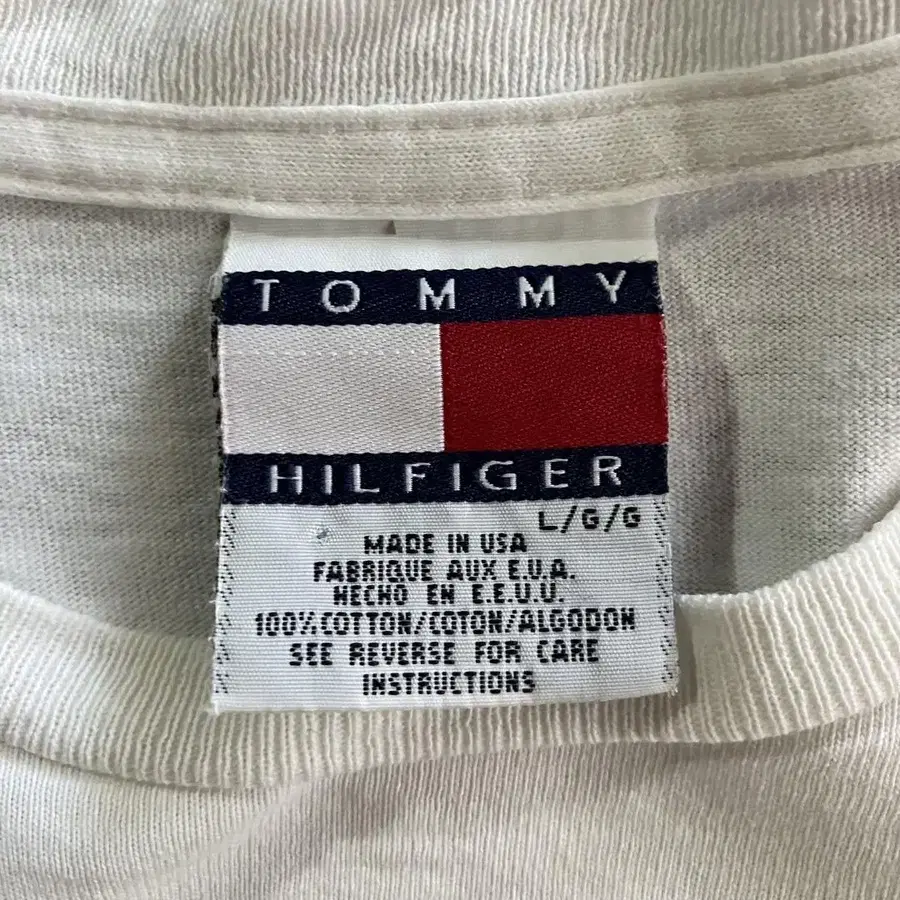 TOMMY
HILFIGER
L/G/G
MADE IN USA
FABRIQUE AUX E.U.A.
HECHO EN E.E.U.U.
100% COTTON/COTON/ALGODON
SEE REVERSE FOR CARE
INSTRUCTIONS